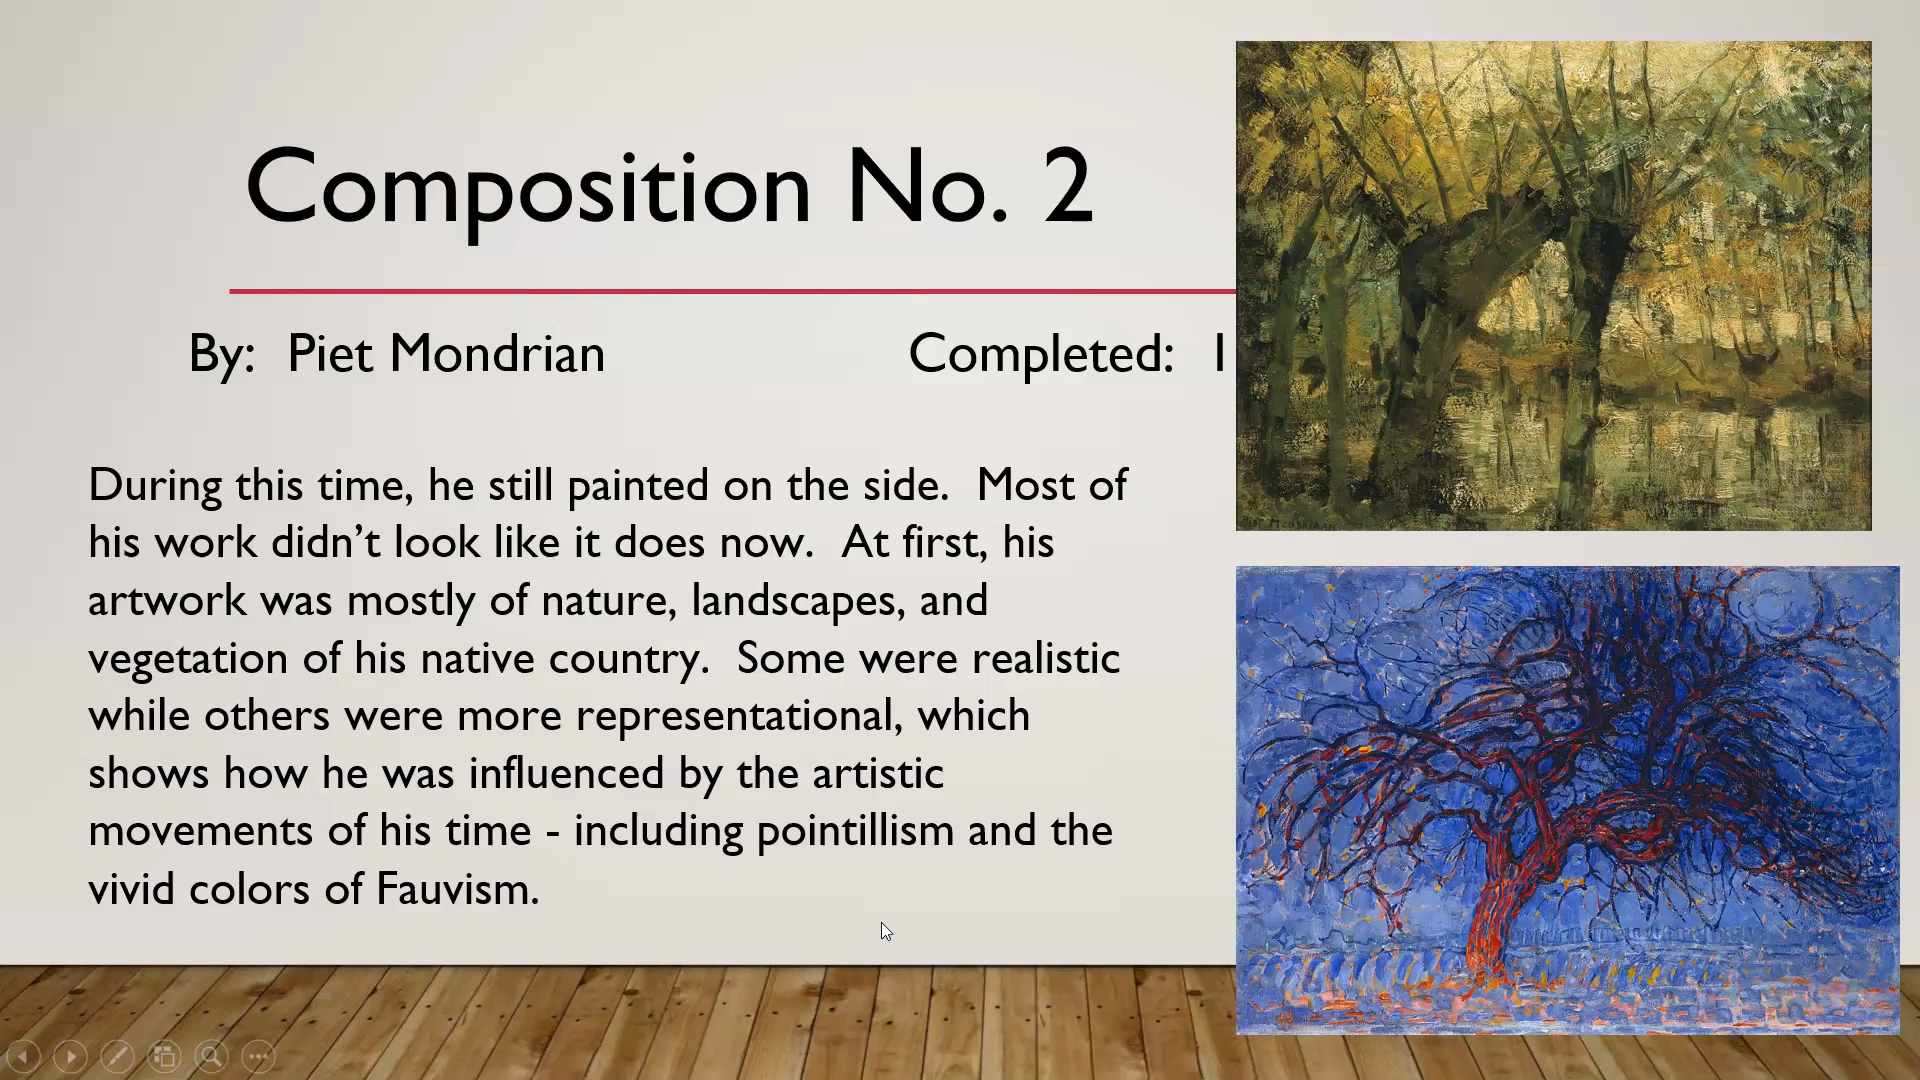 Composition No. 2
By: Piet Mondrian
Completed: 1
During this time, he still painted on the side. Most of
his work didn’t look like it does now. At first, his
artwork was mostly of nature, landscapes, and
vegetation of his native country. Some were realistic
while others were more representational, which
shows how he was influenced by the artistic
movements of his time - including pointillism and the
vivid colors of Fauvism.